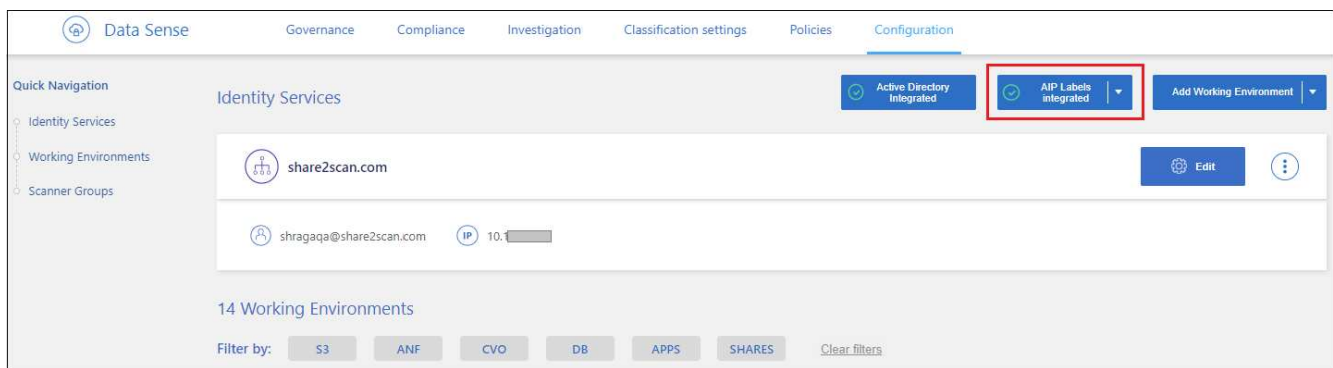 Data Sense
Governance
Compliance
Investigation
Classification settings
Policies
Configuration
Quick Navigation
Identity Services
Working Environments
Scanner Groups
Identity Services
Active Directory
Integrated
AIP Labels
integrated
Add Working Environment
share2scan.com
Edit
shragaqa@share2scan.com
IP
10.1
14 Working Environments
Filter by:
S3
ANF
CVO
DB
APPS
SHARES
Clear filters